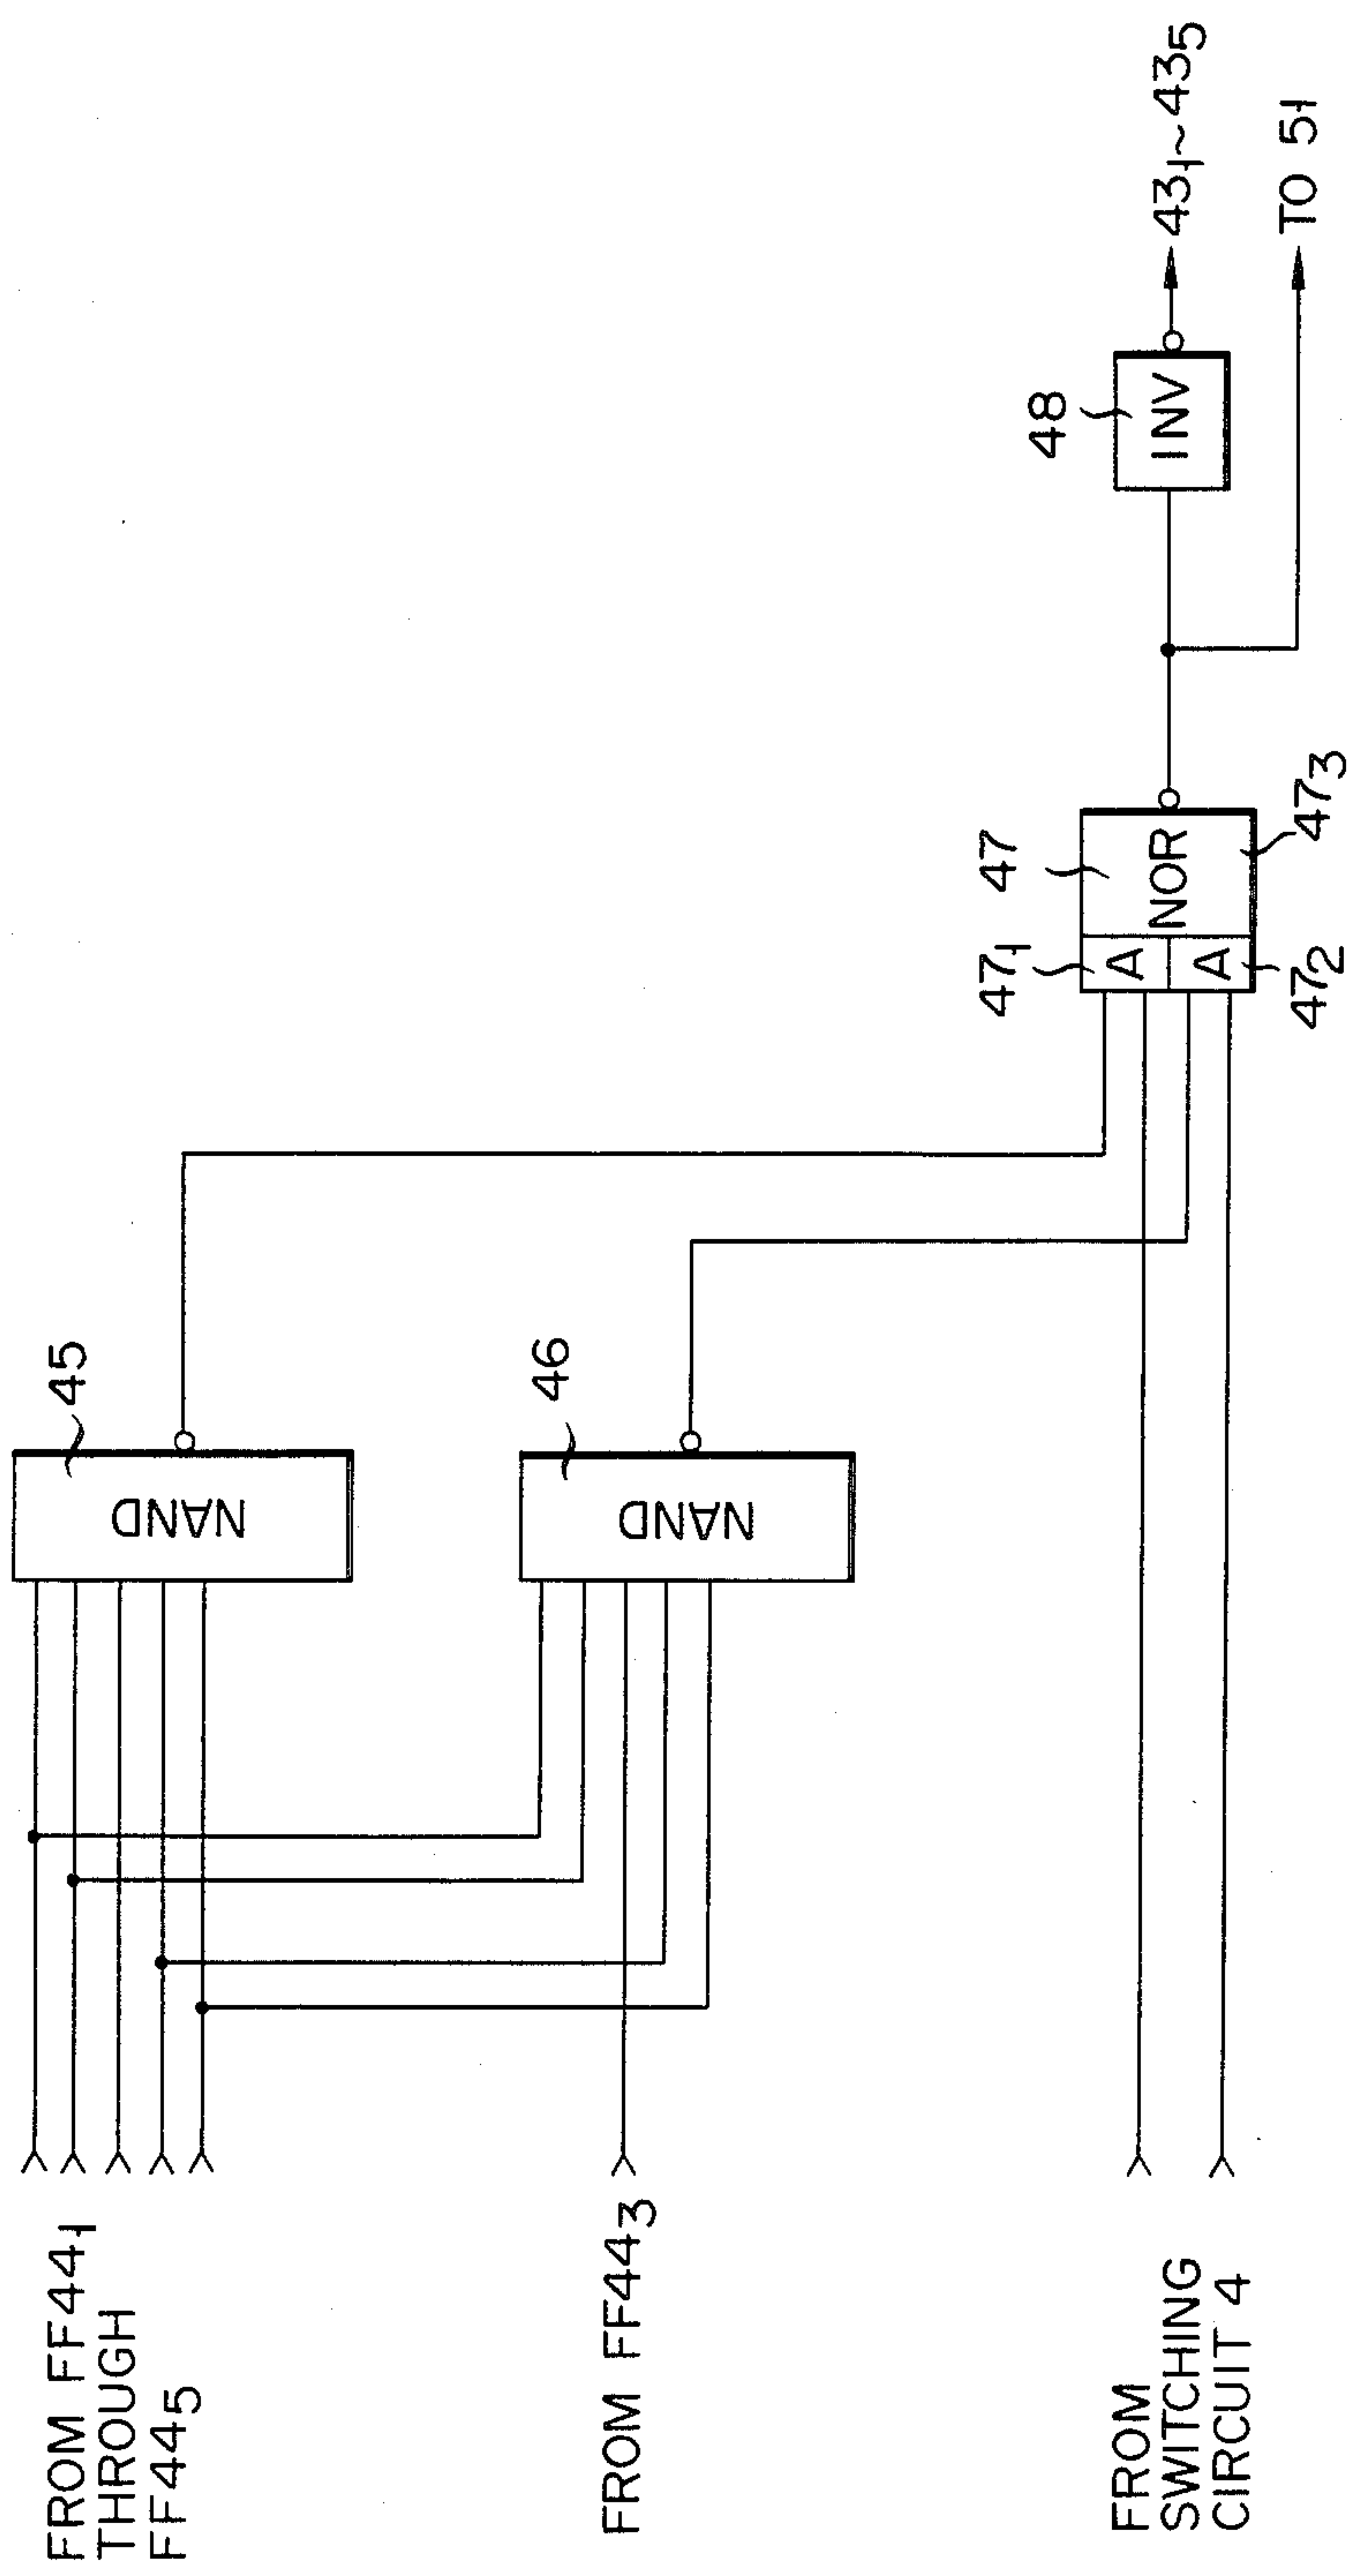 FROM FF44₁
THROUGH
FF44₅
45
NAND
FROM FF44₃
46
NAND
FROM
SWITCHING
CIRCUIT 4
47₁
47
A
A
NOR
47₂
47₃
48
INV
43₁~43₅
TO 51